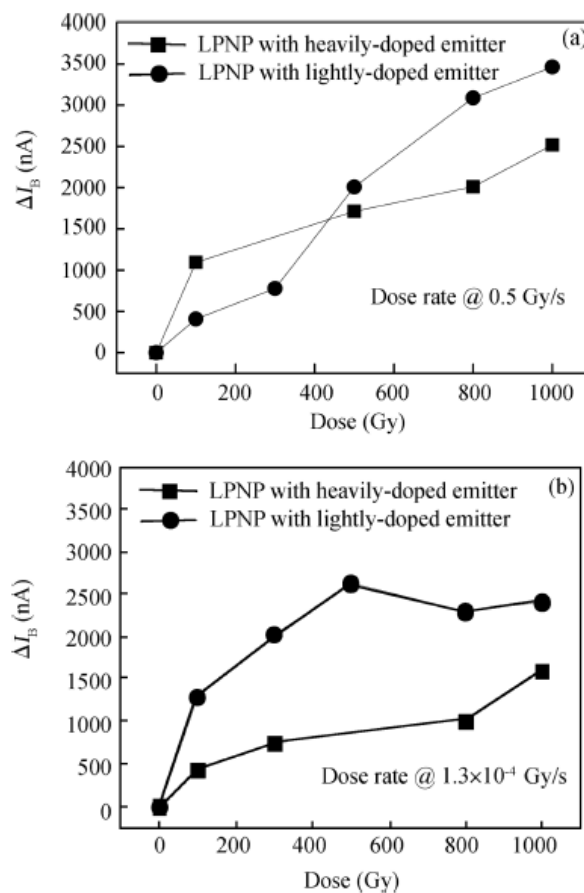 (a)
LPNP with heavily-doped emitter
LPNP with lightly-doped emitter
4000
3500
3000
2500
2000
1500
1000
500
0
ΔI_B (nA)
Dose rate @ 0.5 Gy/s
0 200 400 600 800 1000
Dose (Gy)
(b)
LPNP with heavily-doped emitter
LPNP with lightly-doped emitter
4000
3500
3000
2500
2000
1500
1000
500
0
ΔI_B (nA)
Dose rate @ 1.3×10⁻⁴ Gy/s
0 200 400 600 800 1000
Dose (Gy)